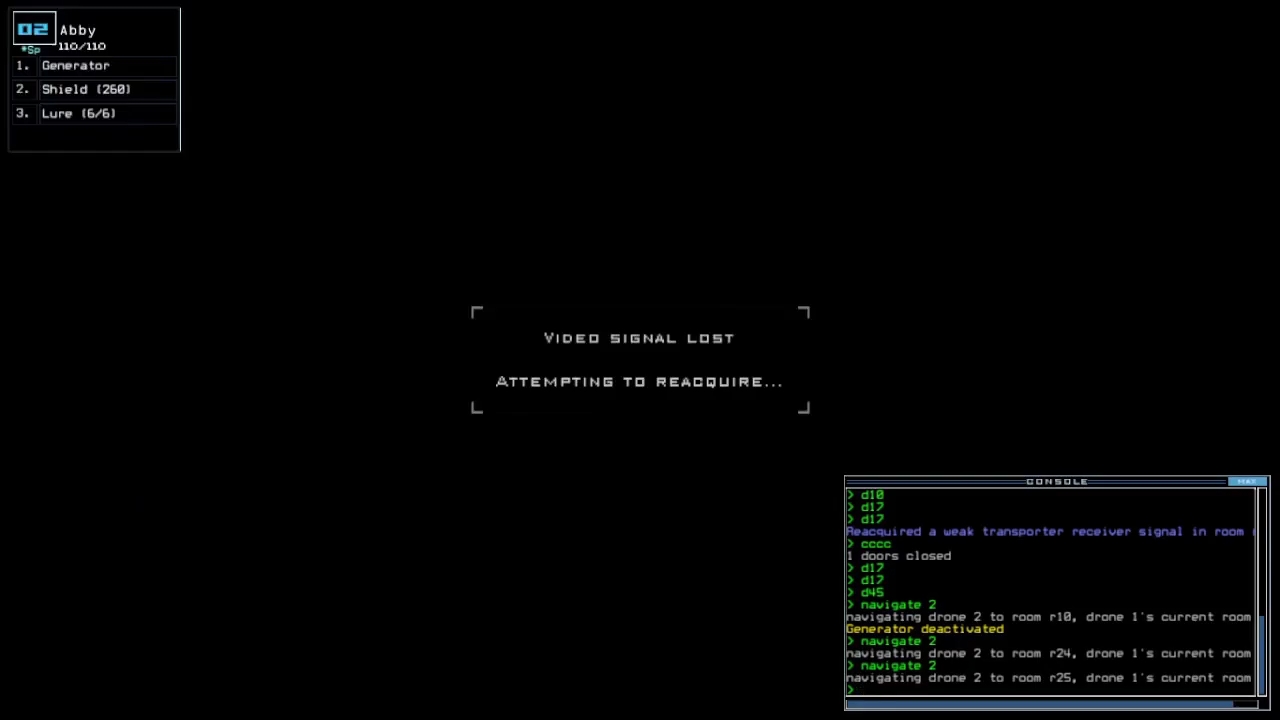 02 Abby
*Sp 110/110
1. Generator
2. Shield (260)
3. Lure (6/6)
VIDEO SIGNAL LOST
ATTEMPTING TO REACQUIRE...
CONSOLE
MAX
> d10
> d17
> d17
Reacquired a weak transporter receiver signal in room
> cccc
1 doors closed
> d17
> d17
> d45
> navigate 2
navigating drone 2 to room r10, drone 1's current room
Generator deactivated
> navigate 2
navigating drone 2 to room r24, drone 1's current room
> navigate 2
navigating drone 2 to room r25, drone 1's current room
>